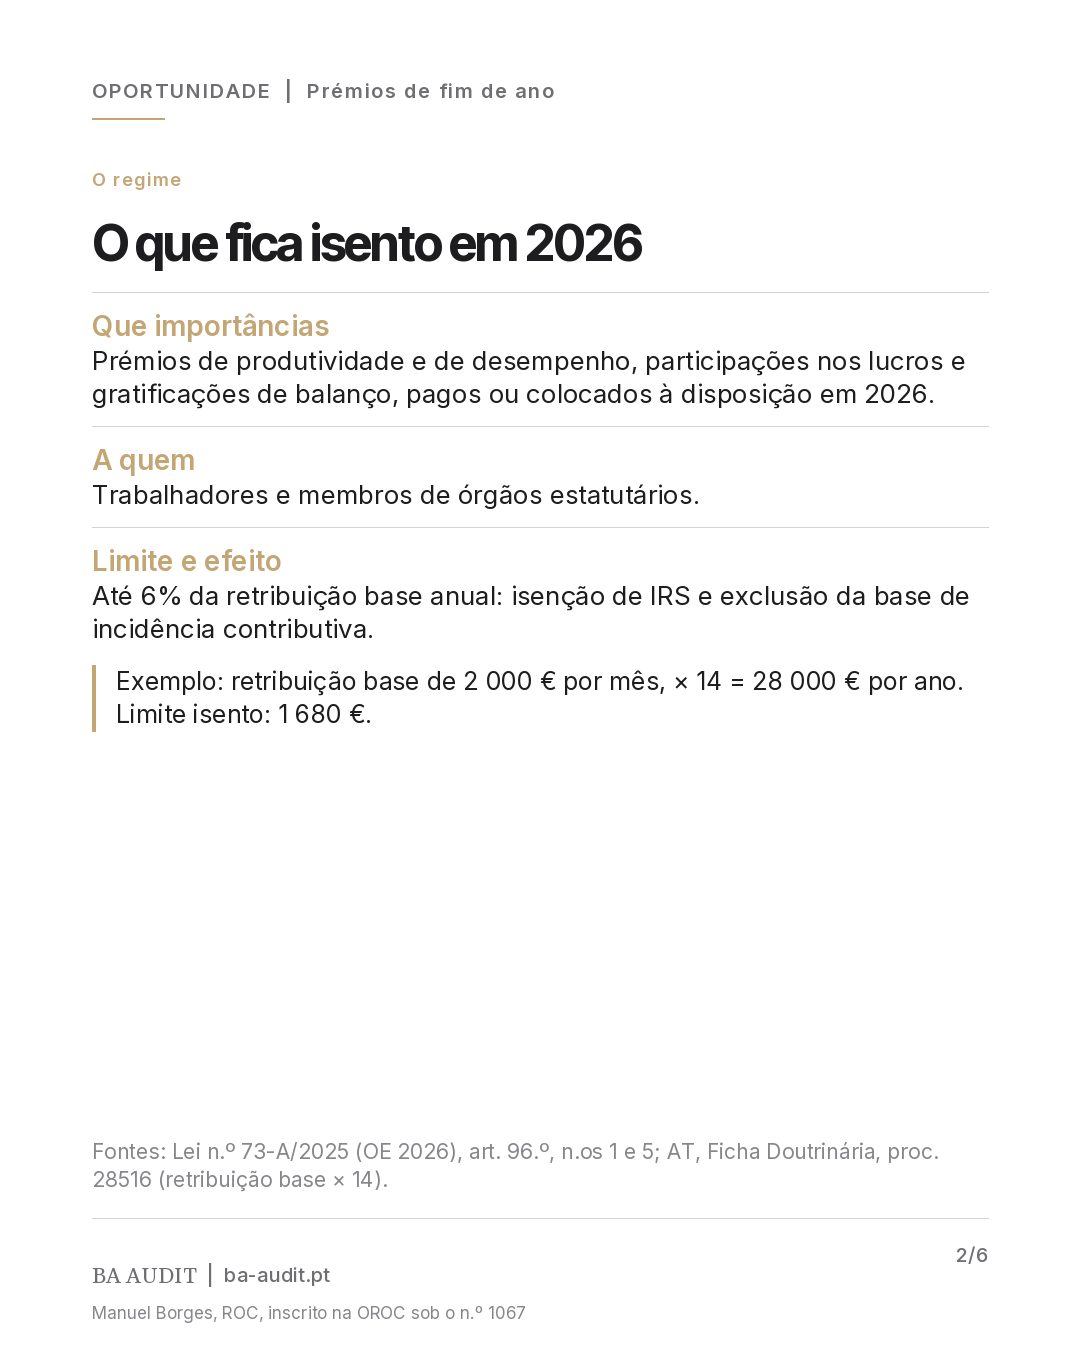 OPORTUNIDADE | Prémios de fim de ano
O regime
O que fica isento em 2026
Que importâncias
Prémios de produtividade e de desempenho, participações nos lucros e
gratificações de balanço, pagos ou colocados à disposição em 2026.
A quem
Trabalhadores e membros de órgãos estatutários.
Limite e efeito
Até 6% da retribuição base anual: isenção de IRS e exclusão da base de
incidência contributiva.
Exemplo: retribuição base de 2 000 € por mês, × 14 = 28 000 € por ano.
Limite isento: 1 680 €.
Fontes: Lei n.º 73-A/2025 (OE 2026), art. 96.º, n.os 1 e 5; AT, Ficha Doutrinária, proc.
28516 (retribuição base × 14).
2/6
BA AUDIT | ba-audit.pt
Manuel Borges, ROC, inscrito na OROC sob o n.º 1067